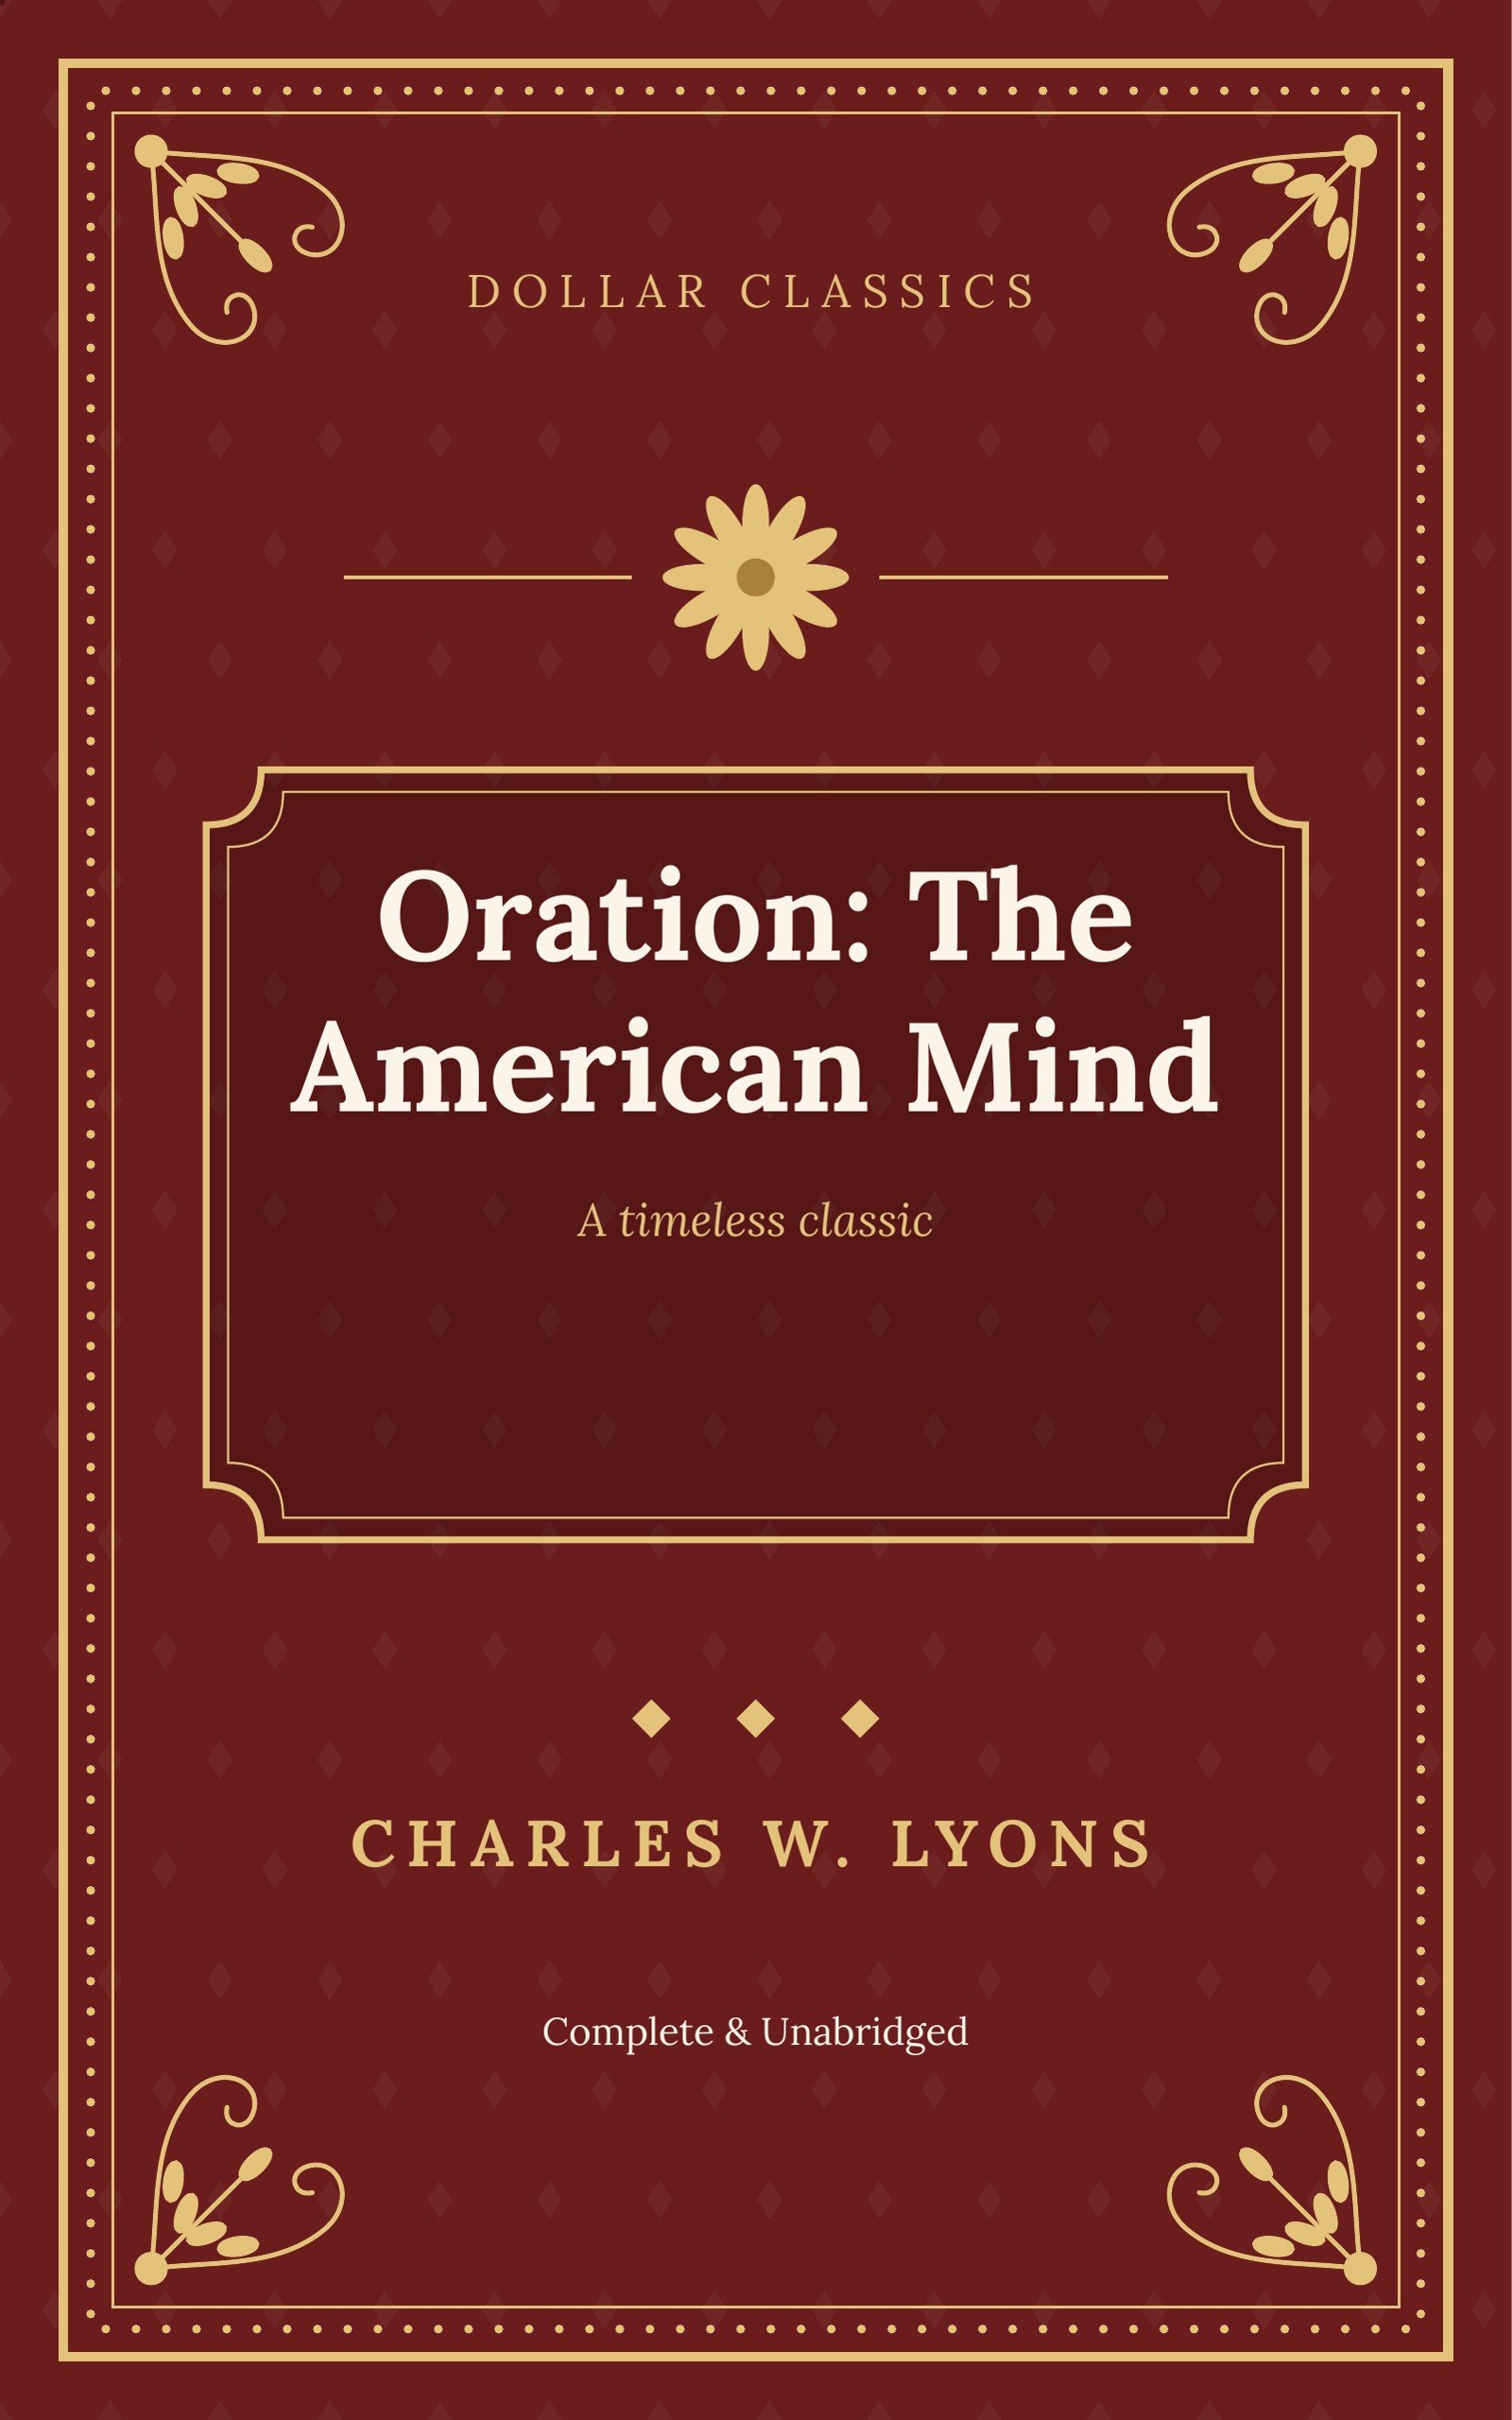 DOLLAR CLASSICS
Oration: The
American Mind
A timeless classic
CHARLES W. LYONS
Complete & Unabridged